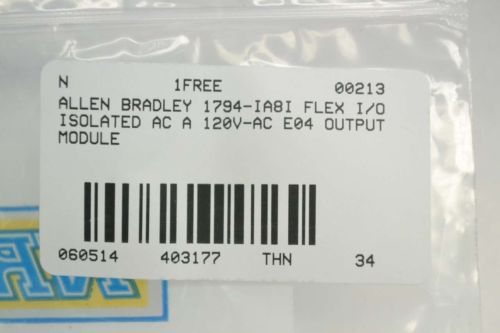 N 1FREE 00213
ALLEN BRADLEY 1794-IA8I FLEX I/O
ISOLATED AC A 120V-AC E04 OUTPUT
MODULE
060514 403177 THN 34